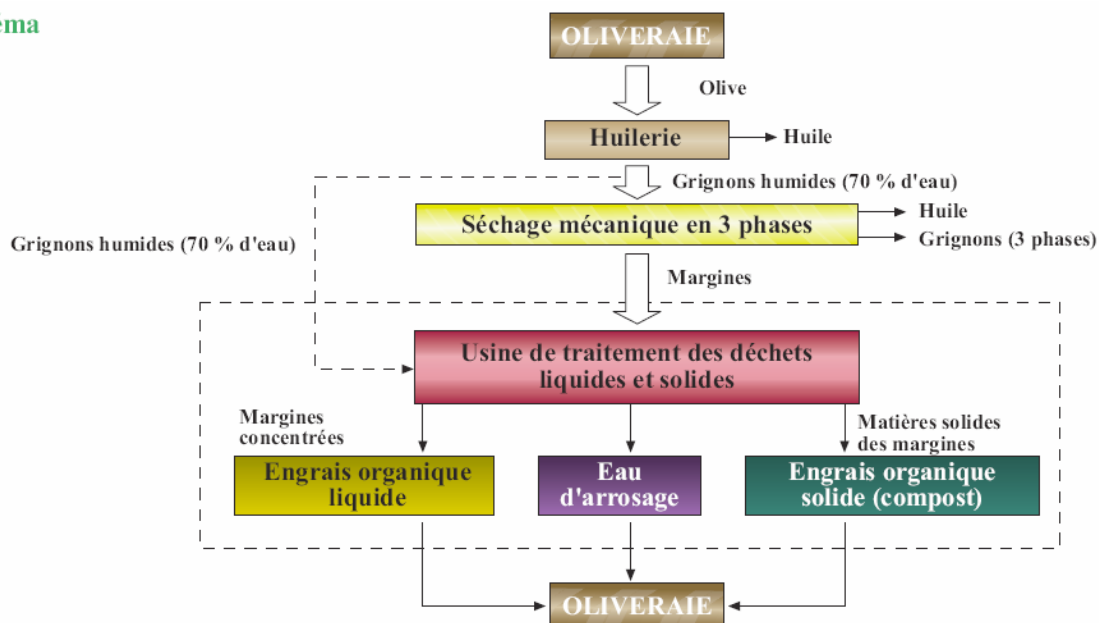 éma
OLIVERAIE
Olive
Huilerie
Huile
Grignons humides (70 % d'eau)
Séchage mécanique en 3 phases
Huile
Grignons (3 phases)
Grignons humides (70 % d'eau)
Margines
Usine de traitement des déchets
liquides et solides
Margines
concentrées
Matières solides
des margines
Engrais organique
liquide
Eau
d'arrosage
Engrais organique
solide (compost)
OLIVERAIE